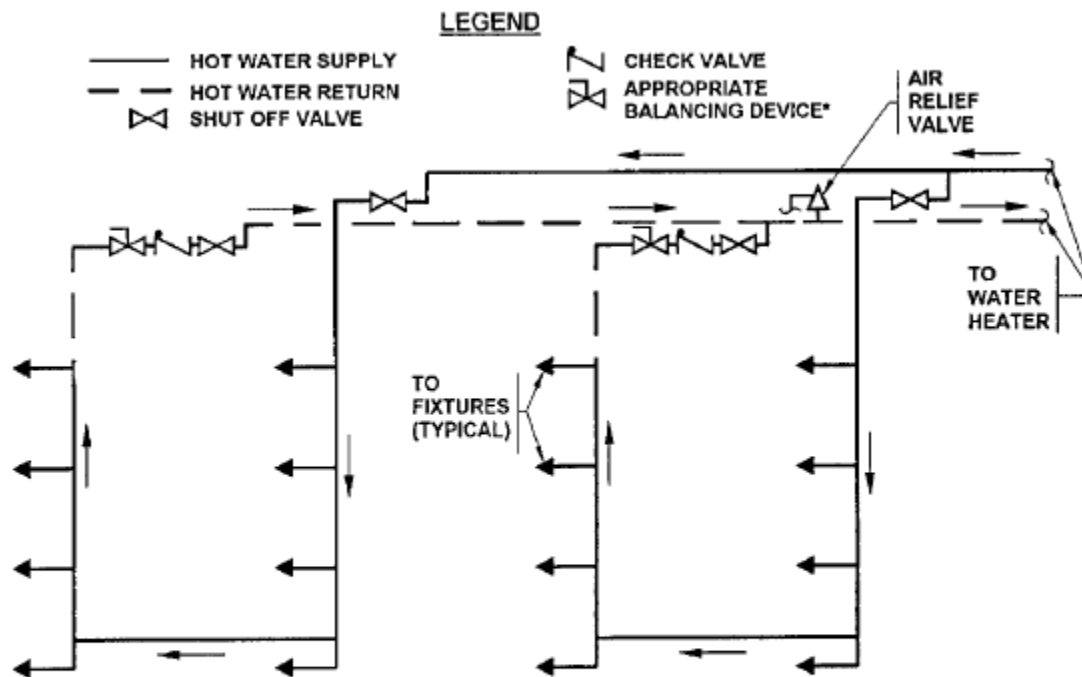 LEGEND
HOT WATER SUPPLY
HOT WATER RETURN
SHUT OFF VALVE
CHECK VALVE
APPROPRIATE
BALANCING DEVICE*
AIR
RELIEF
VALVE
TO
WATER
HEATER
TO
FIXTURES
(TYPICAL)